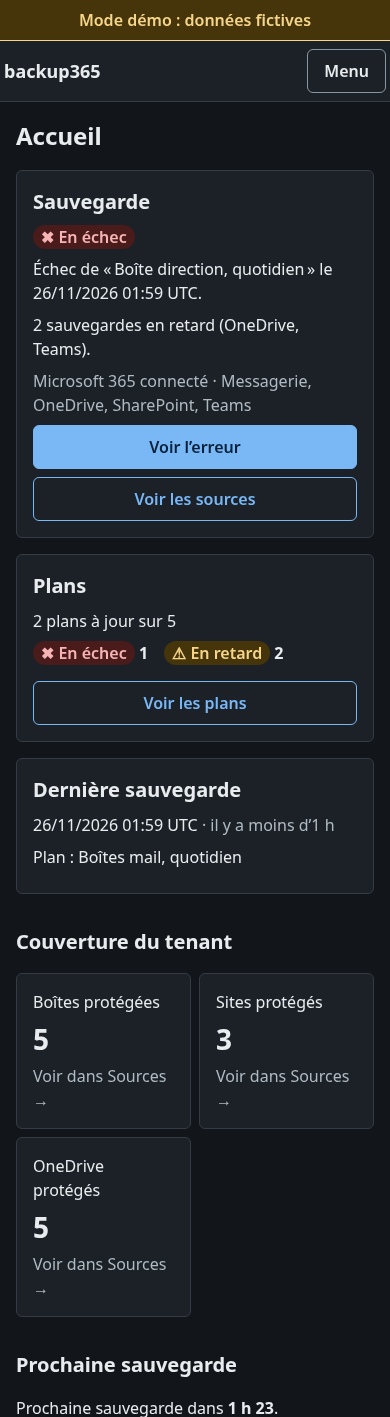 Mode démo : données fictives
backup365
Menu
Accueil
Sauvegarde
✖ En échec
Échec de « Boîte direction, quotidien » le
26/11/2026 01:59 UTC.
2 sauvegardes en retard (OneDrive,
Teams).
Microsoft 365 connecté · Messagerie,
OneDrive, SharePoint, Teams
Voir l’erreur
Voir les sources
Plans
2 plans à jour sur 5
✖ En échec 1 ⚠ En retard 2
Voir les plans
Dernière sauvegarde
26/11/2026 01:59 UTC · il y a moins d’1 h
Plan : Boîtes mail, quotidien
Couverture du tenant
Boîtes protégées
5
Voir dans Sources
→
Sites protégés
3
Voir dans Sources
→
OneDrive
protégés
5
Voir dans Sources
→
Prochaine sauvegarde
Prochaine sauvegarde dans 1 h 23.